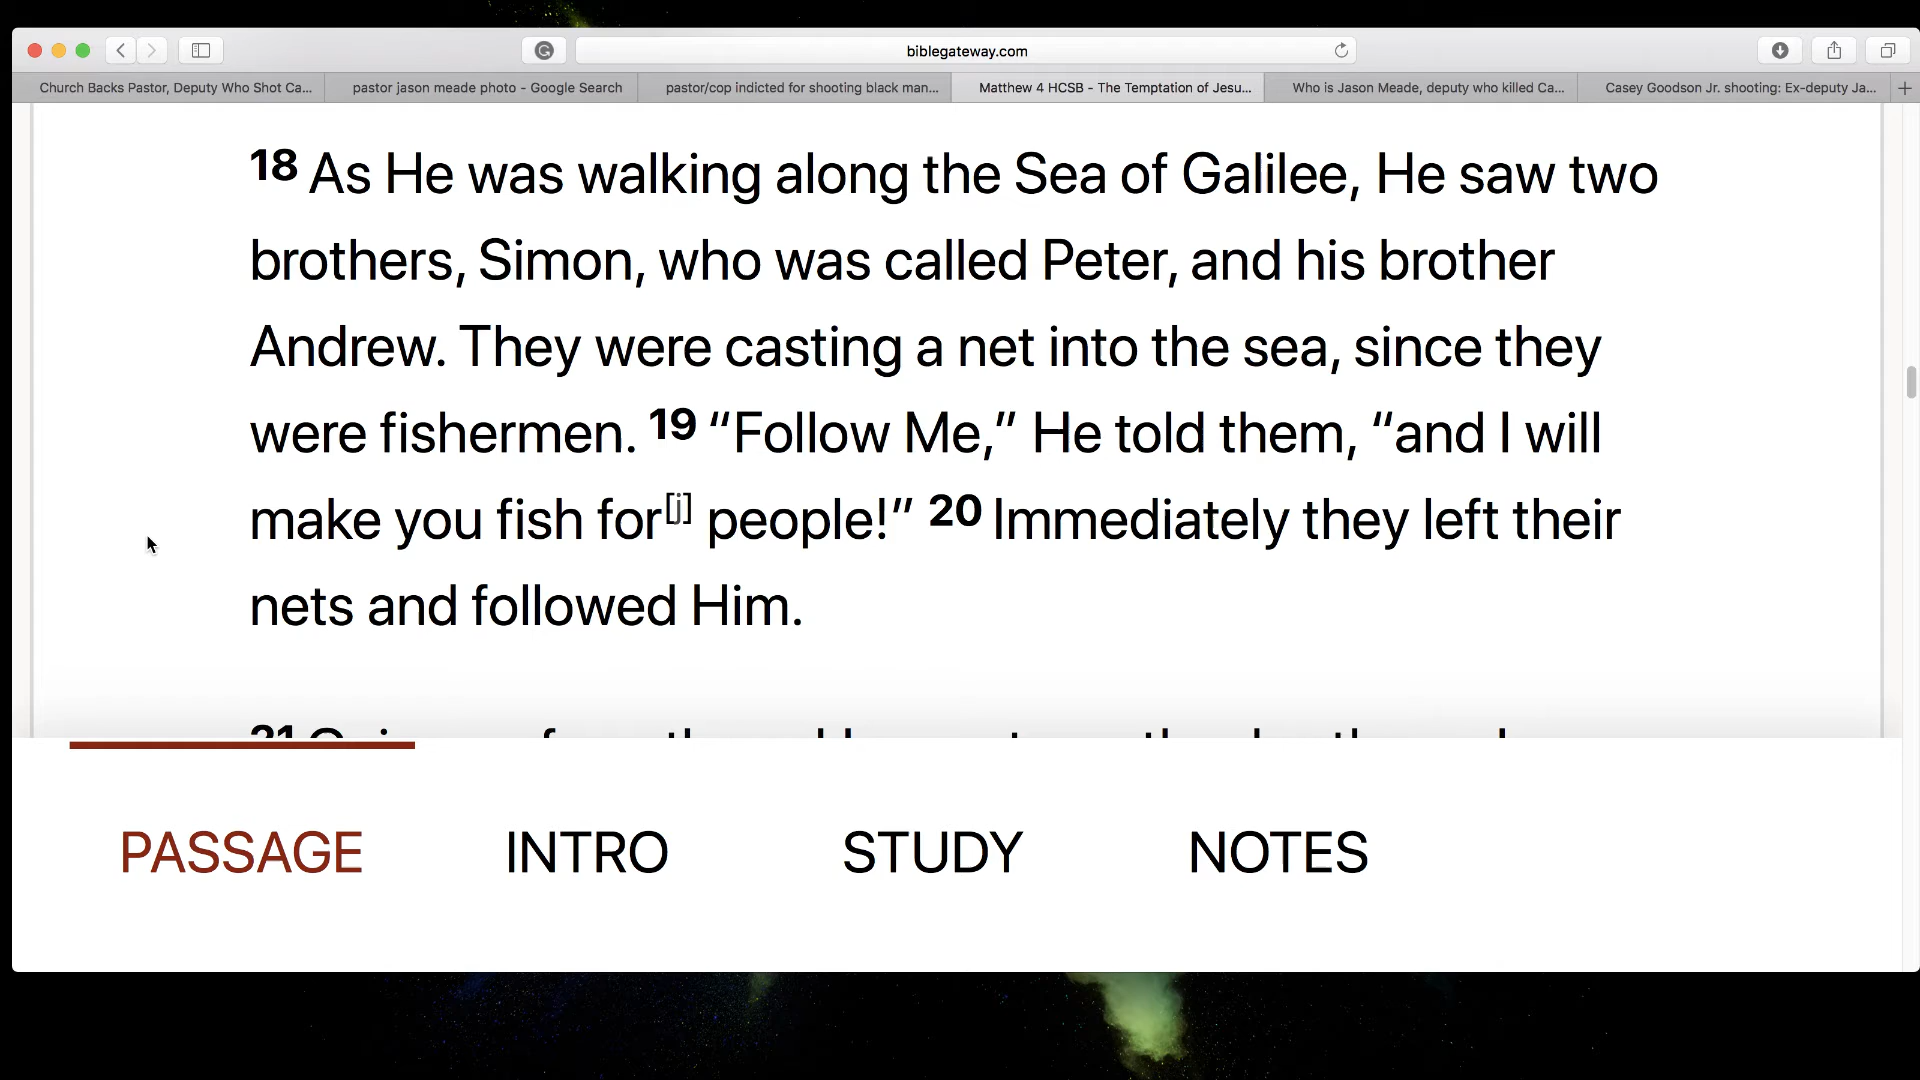 biblegateway.com
Church Backs Pastor, Deputy Who Shot Ca...
pastor jason meade photo - Google Search
pastor/cop indicted for shooting black man...
Matthew 4 HCSB - The Temptation of Jesu...
Who is Jason Meade, deputy who killed Ca...
Casey Goodson Jr. shooting: Ex-deputy Ja...
18 As He was walking along the Sea of Galilee, He saw two
brothers, Simon, who was called Peter, and his brother
Andrew. They were casting a net into the sea, since they
were fishermen. 19 “Follow Me,” He told them, “and I will
make you fish for[j] people!” 20 Immediately they left their
nets and followed Him.
21
PASSAGE
INTRO
STUDY
NOTES